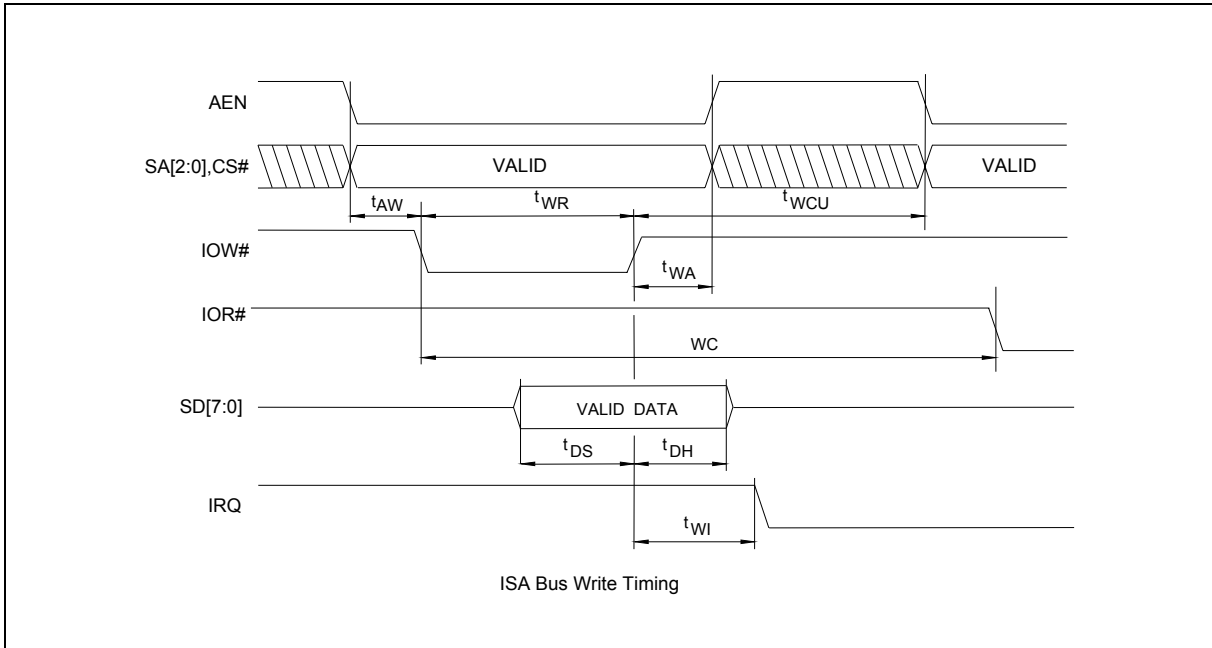 AEN
SA[2:0],CS#
VALID
VALID
tAW
tWR
tWCU
IOW#
tWA
IOR#
WC
SD[7:0]
VALID DATA
tDS
tDH
IRQ
tWI
ISA Bus Write Timing